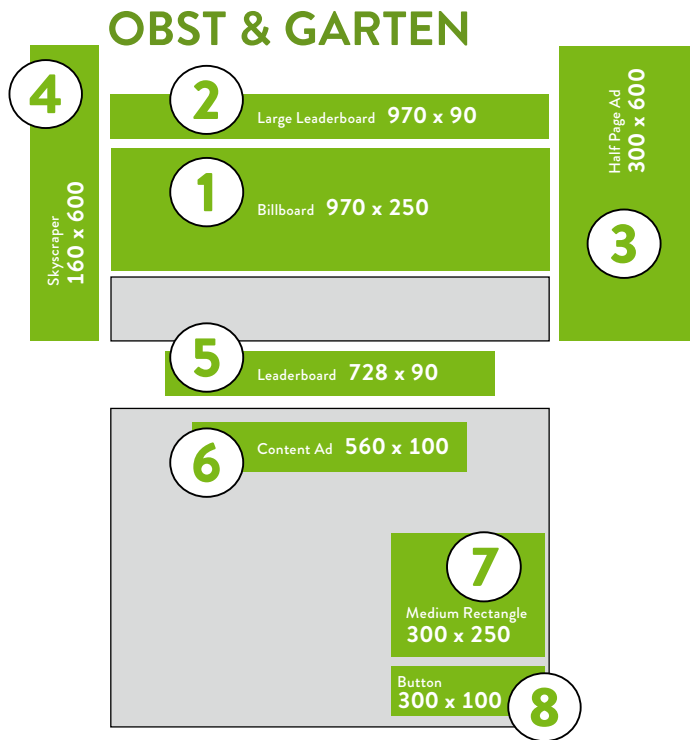 OBST & GARTEN
4
Skyscraper
160 x 600
2
Large Leaderboard 970 x 90
1
Billboard 970 x 250
Half Page Ad
300 x 600
3
5
Leaderboard 728 x 90
6
Content Ad 560 x 100
7
Medium Rectangle
300 x 250
Button
300 x 100
8